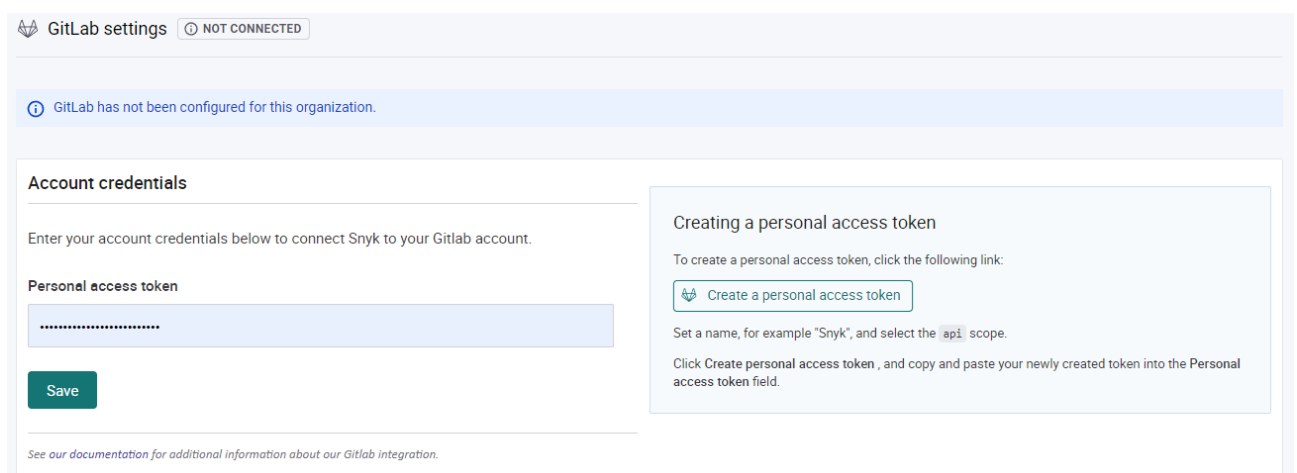 GitLab settings NOT CONNECTED
GitLab has not been configured for this organization.
Account credentials
Enter your account credentials below to connect Snyk to your Gitlab account.
Personal access token
••••••••••••••••••••••••••
Save
See our documentation for additional information about our Gitlab integration.
Creating a personal access token
To create a personal access token, click the following link:
Create a personal access token
Set a name, for example "Snyk", and select the api scope.
Click Create personal access token , and copy and paste your newly created token into the Personal
access token field.